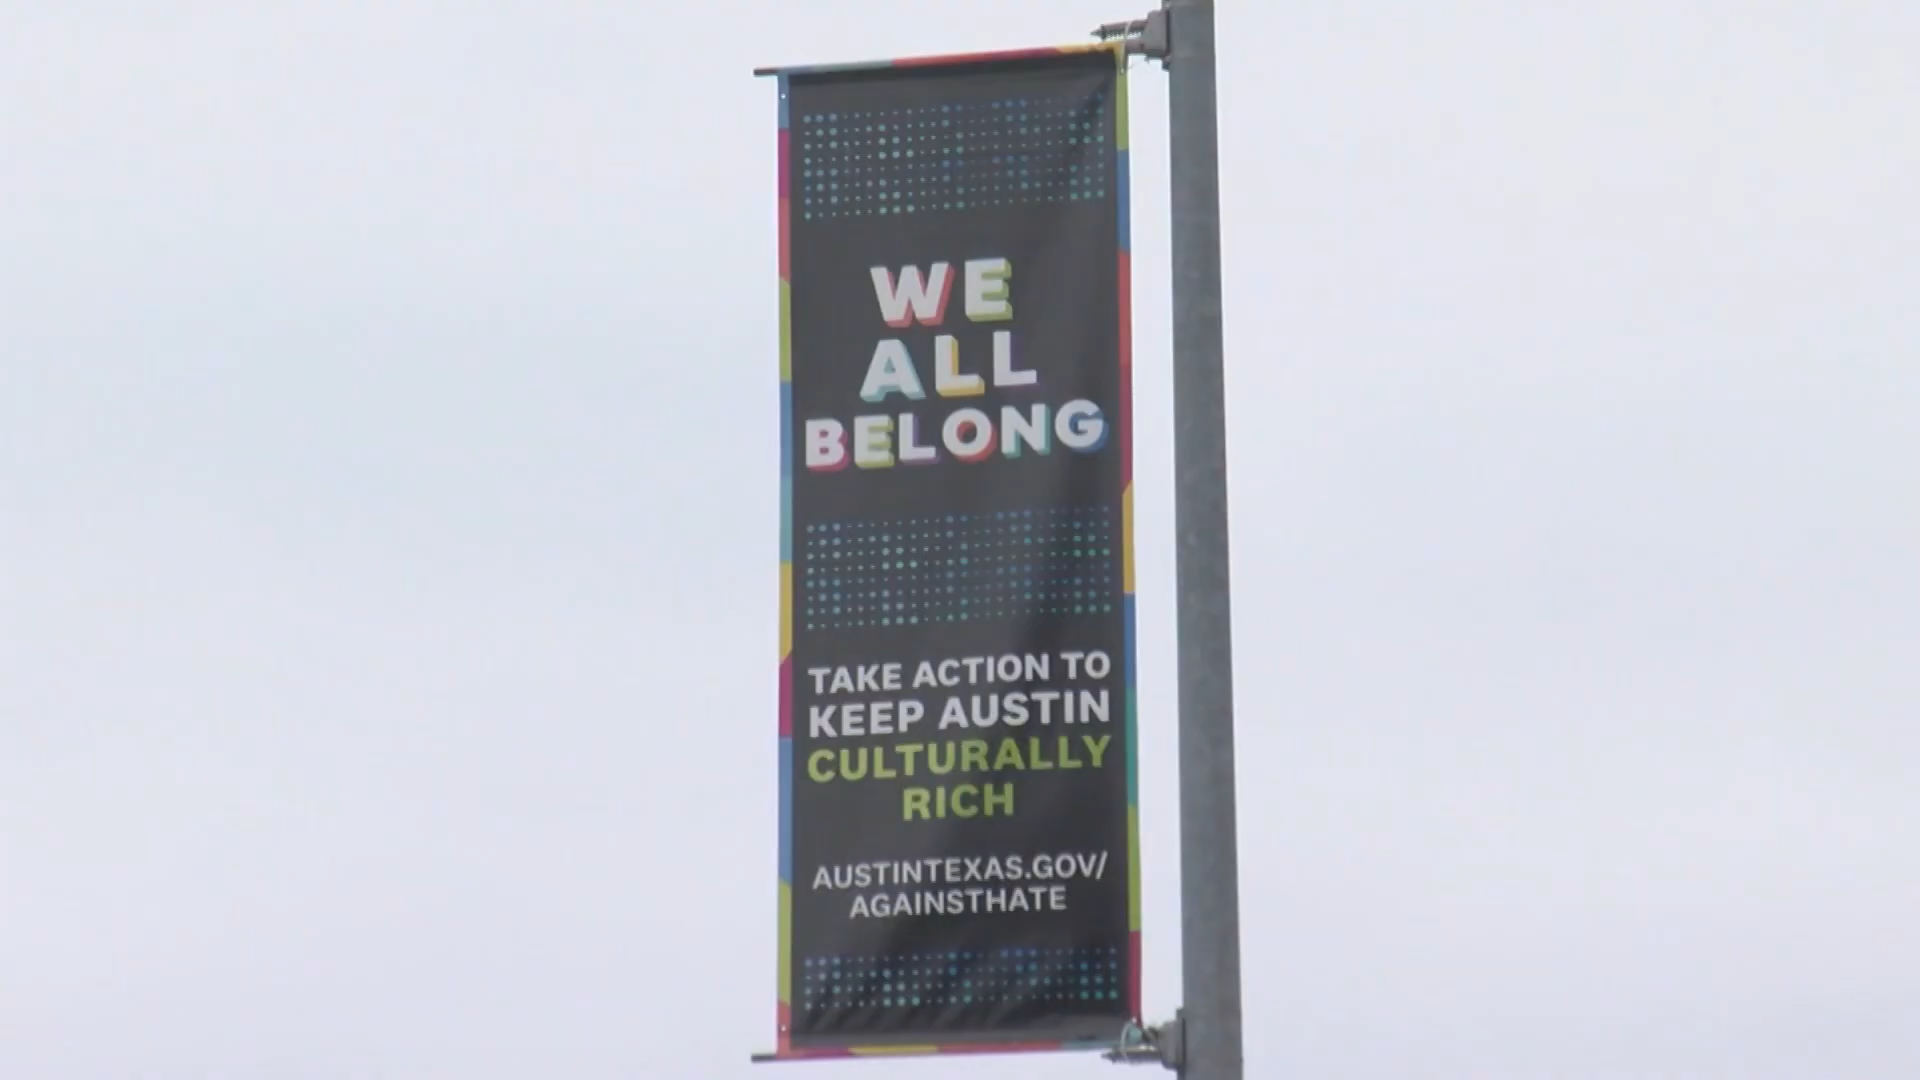 WE
ALL
BELONG
TAKE ACTION TO
KEEP AUSTIN
CULTURALLY
RICH
AUSTINTEXAS.GOV/
AGAINSTHATE